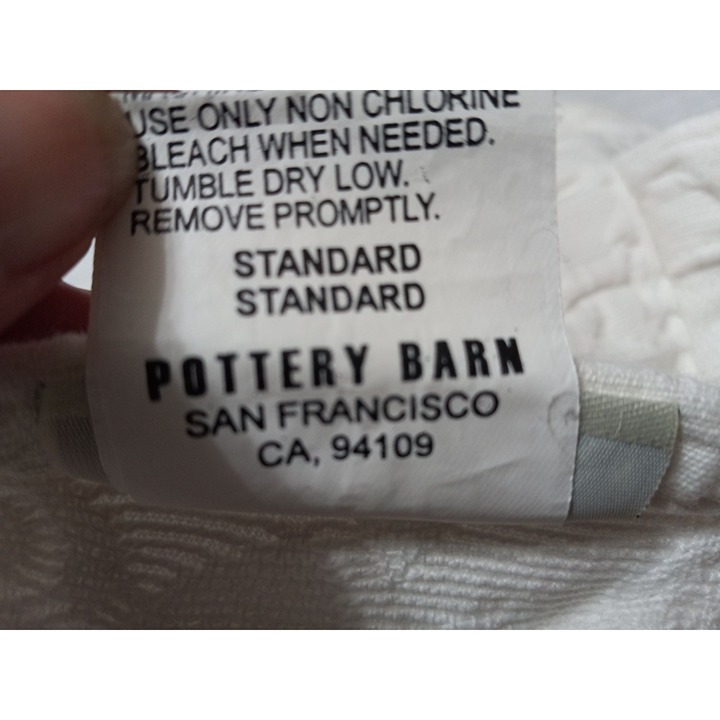 USE ONLY NON CHLORINE
BLEACH WHEN NEEDED.
TUMBLE DRY LOW.
REMOVE PROMPTLY.
STANDARD
STANDARD
POTTERY BARN
SAN FRANCISCO
CA, 94109